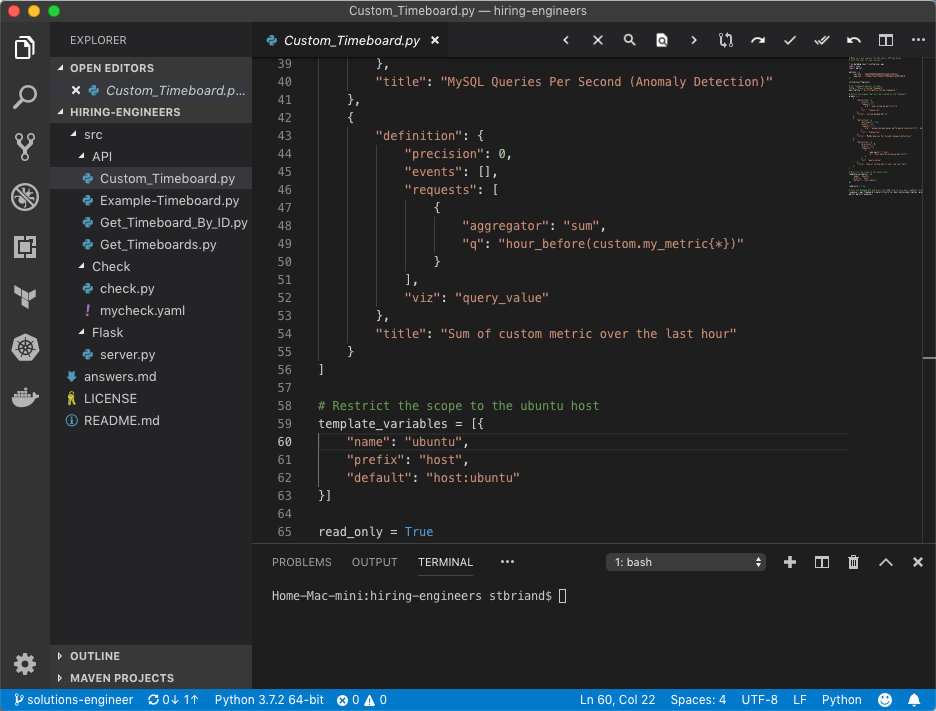 Custom_Timeboard.py — hiring-engineers
EXPLORER
OPEN EDITORS
Custom_Timeboard.p...
HIRING-ENGINEERS
src
API
Custom_Timeboard.py
Example-Timeboard.py
Get_Timeboard_By_ID.py
Get_Timeboards.py
Check
check.py
! mycheck.yaml
Flask
server.py
answers.md
LICENSE
README.md
OUTLINE
MAVEN PROJECTS
Custom_Timeboard.py
39 },
40 "title": "MySQL Queries Per Second (Anomaly Detection)"
41 },
42 {
43 "definition": {
44 "precision": 0,
45 "events": [],
46 "requests": [
47 {
48 "aggregator": "sum",
49 "q": "hour_before(custom.my_metric{*})"
50 }
51 ],
52 "viz": "query_value"
53 },
54 "title": "Sum of custom metric over the last hour"
55 }
56 ]
57
58 # Restrict the scope to the ubuntu host
59 template_variables = [{
60 "name": "ubuntu",
61 "prefix": "host",
62 "default": "host:ubuntu"
63 }]
64
65 read_only = True
PROBLEMS OUTPUT TERMINAL ••• 1: bash
Home-Mac-mini:hiring-engineers stbriand$
solutions-engineer 0↓ 1↑ Python 3.7.2 64-bit 0 0 Ln 60, Col 22 Spaces: 4 UTF-8 LF Python